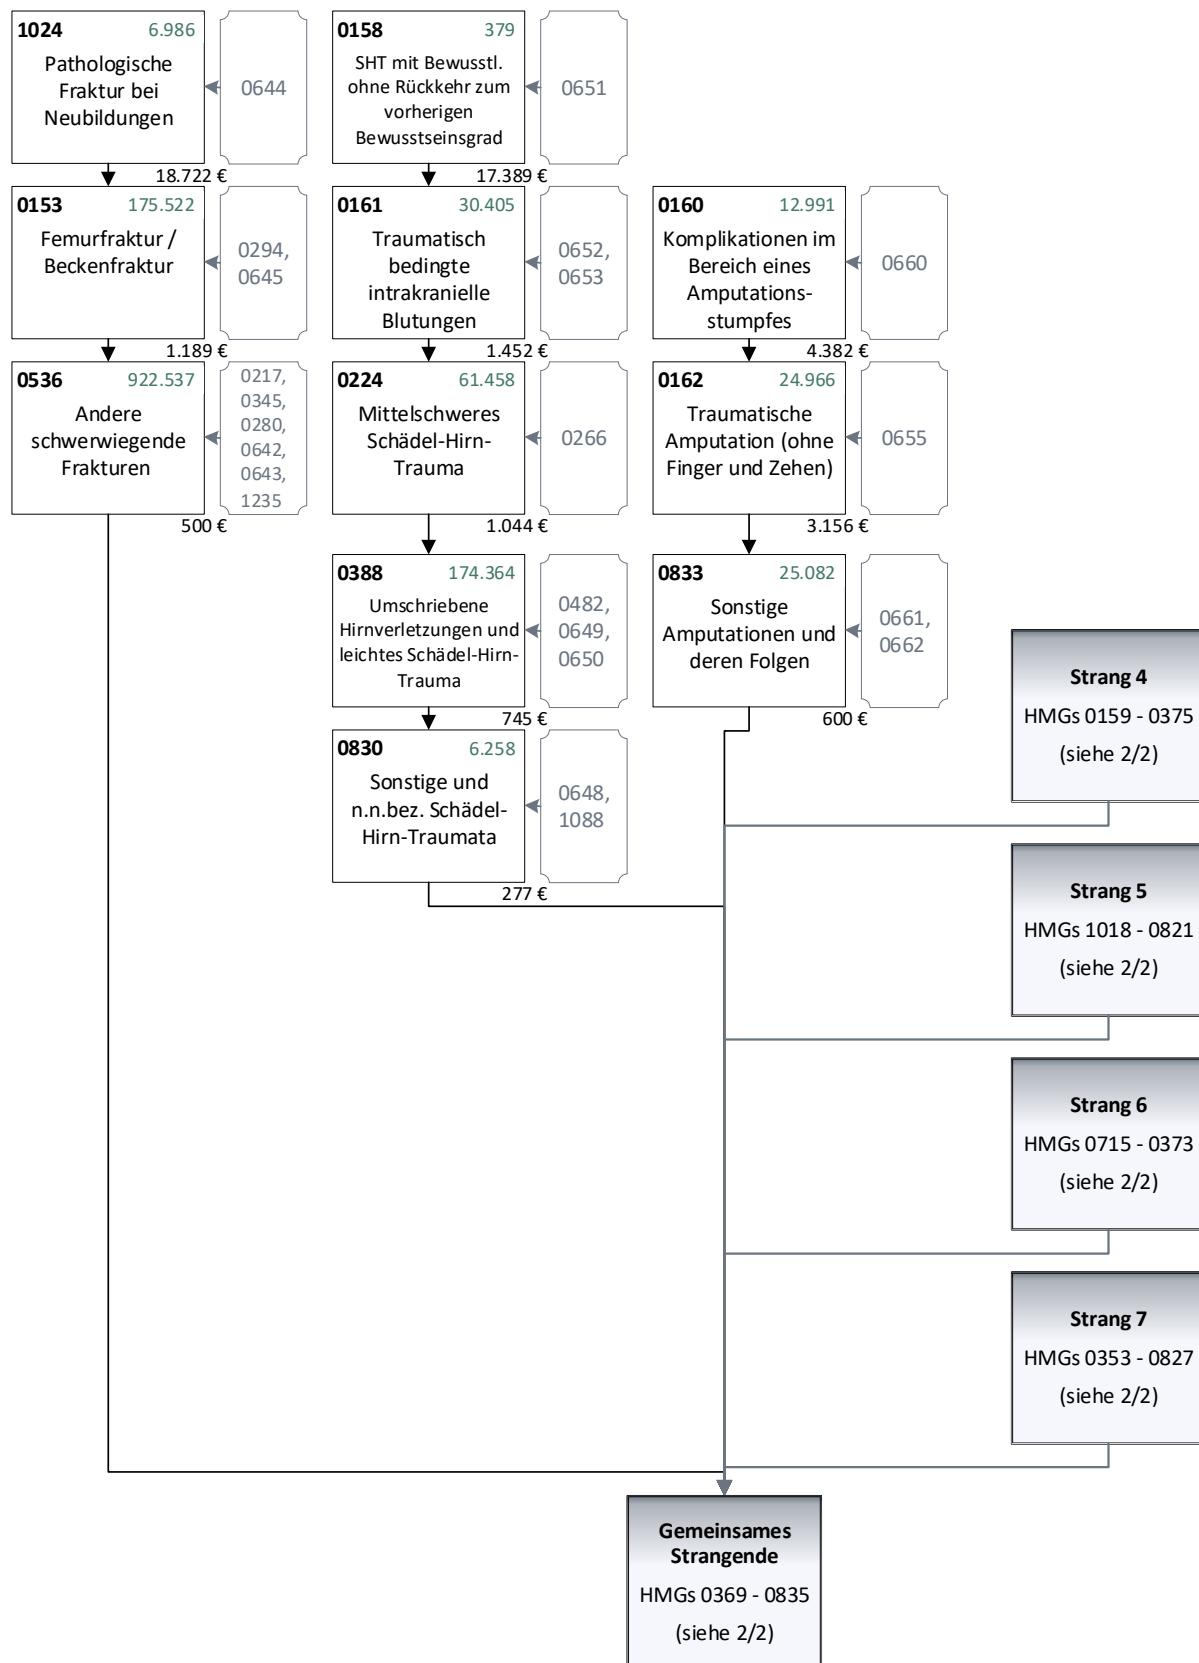 1024 6.986
Pathologische
Fraktur bei
Neubildungen
0644
18.722 €
0153 175.522
Femurfraktur /
Beckenfraktur
0294,
0645
1.189 €
0536 922.537
Andere
schwerwiegende
Frakturen
0217,
0345,
0280,
0642,
0643,
1235
500 €
0158 379
SHT mit Bewusstl.
ohne Rückkehr zum
vorherigen
Bewusstseinsgrad
0651
17.389 €
0161 30.405
Traumatisch
bedingte
intrakranielle
Blutungen
0652,
0653
1.452 €
0224 61.458
Mittelschweres
Schädel-Hirn-
Trauma
0266
1.044 €
0388 174.364
Umschriebene
Hirnverletzungen und
leichtes Schädel-Hirn-
Trauma
0482,
0649,
0650
745 €
0830 6.258
Sonstige und
n.n.bez. Schädel-
Hirn-Traumata
0648,
1088
277 €
0160 12.991
Komplikationen im
Bereich eines
Amputations-
stumpfes
0660
4.382 €
0162 24.966
Traumatische
Amputation (ohne
Finger und Zehen)
0655
3.156 €
0833 25.082
Sonstige
Amputationen und
deren Folgen
0661,
0662
600 €
Strang 4
HMGs 0159 - 0375
(siehe 2/2)
Strang 5
HMGs 1018 - 0821
(siehe 2/2)
Strang 6
HMGs 0715 - 0373
(siehe 2/2)
Strang 7
HMGs 0353 - 0827
(siehe 2/2)
Gemeinsames
Strangende
HMGs 0369 - 0835
(siehe 2/2)